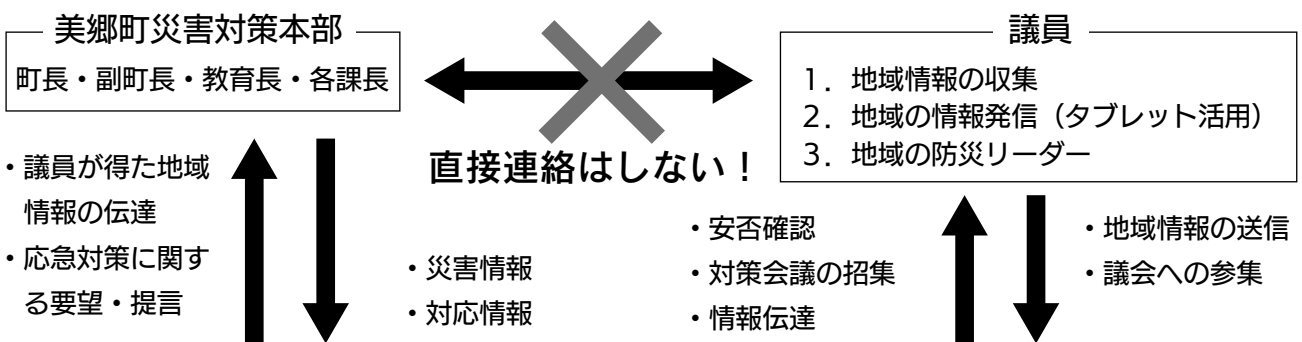 美郷町災害対策本部
町長・副町長・教育長・各課長
議員
1．地域情報の収集
2．地域の情報発信（タブレット活用）
3．地域の防災リーダー
直接連絡はしない！
・議員が得た地域
情報の伝達
・応急対策に関す
る要望・提言
・災害情報
・対応情報
・安否確認
・対策会議の招集
・情報伝達
・地域情報の送信
・議会への参集